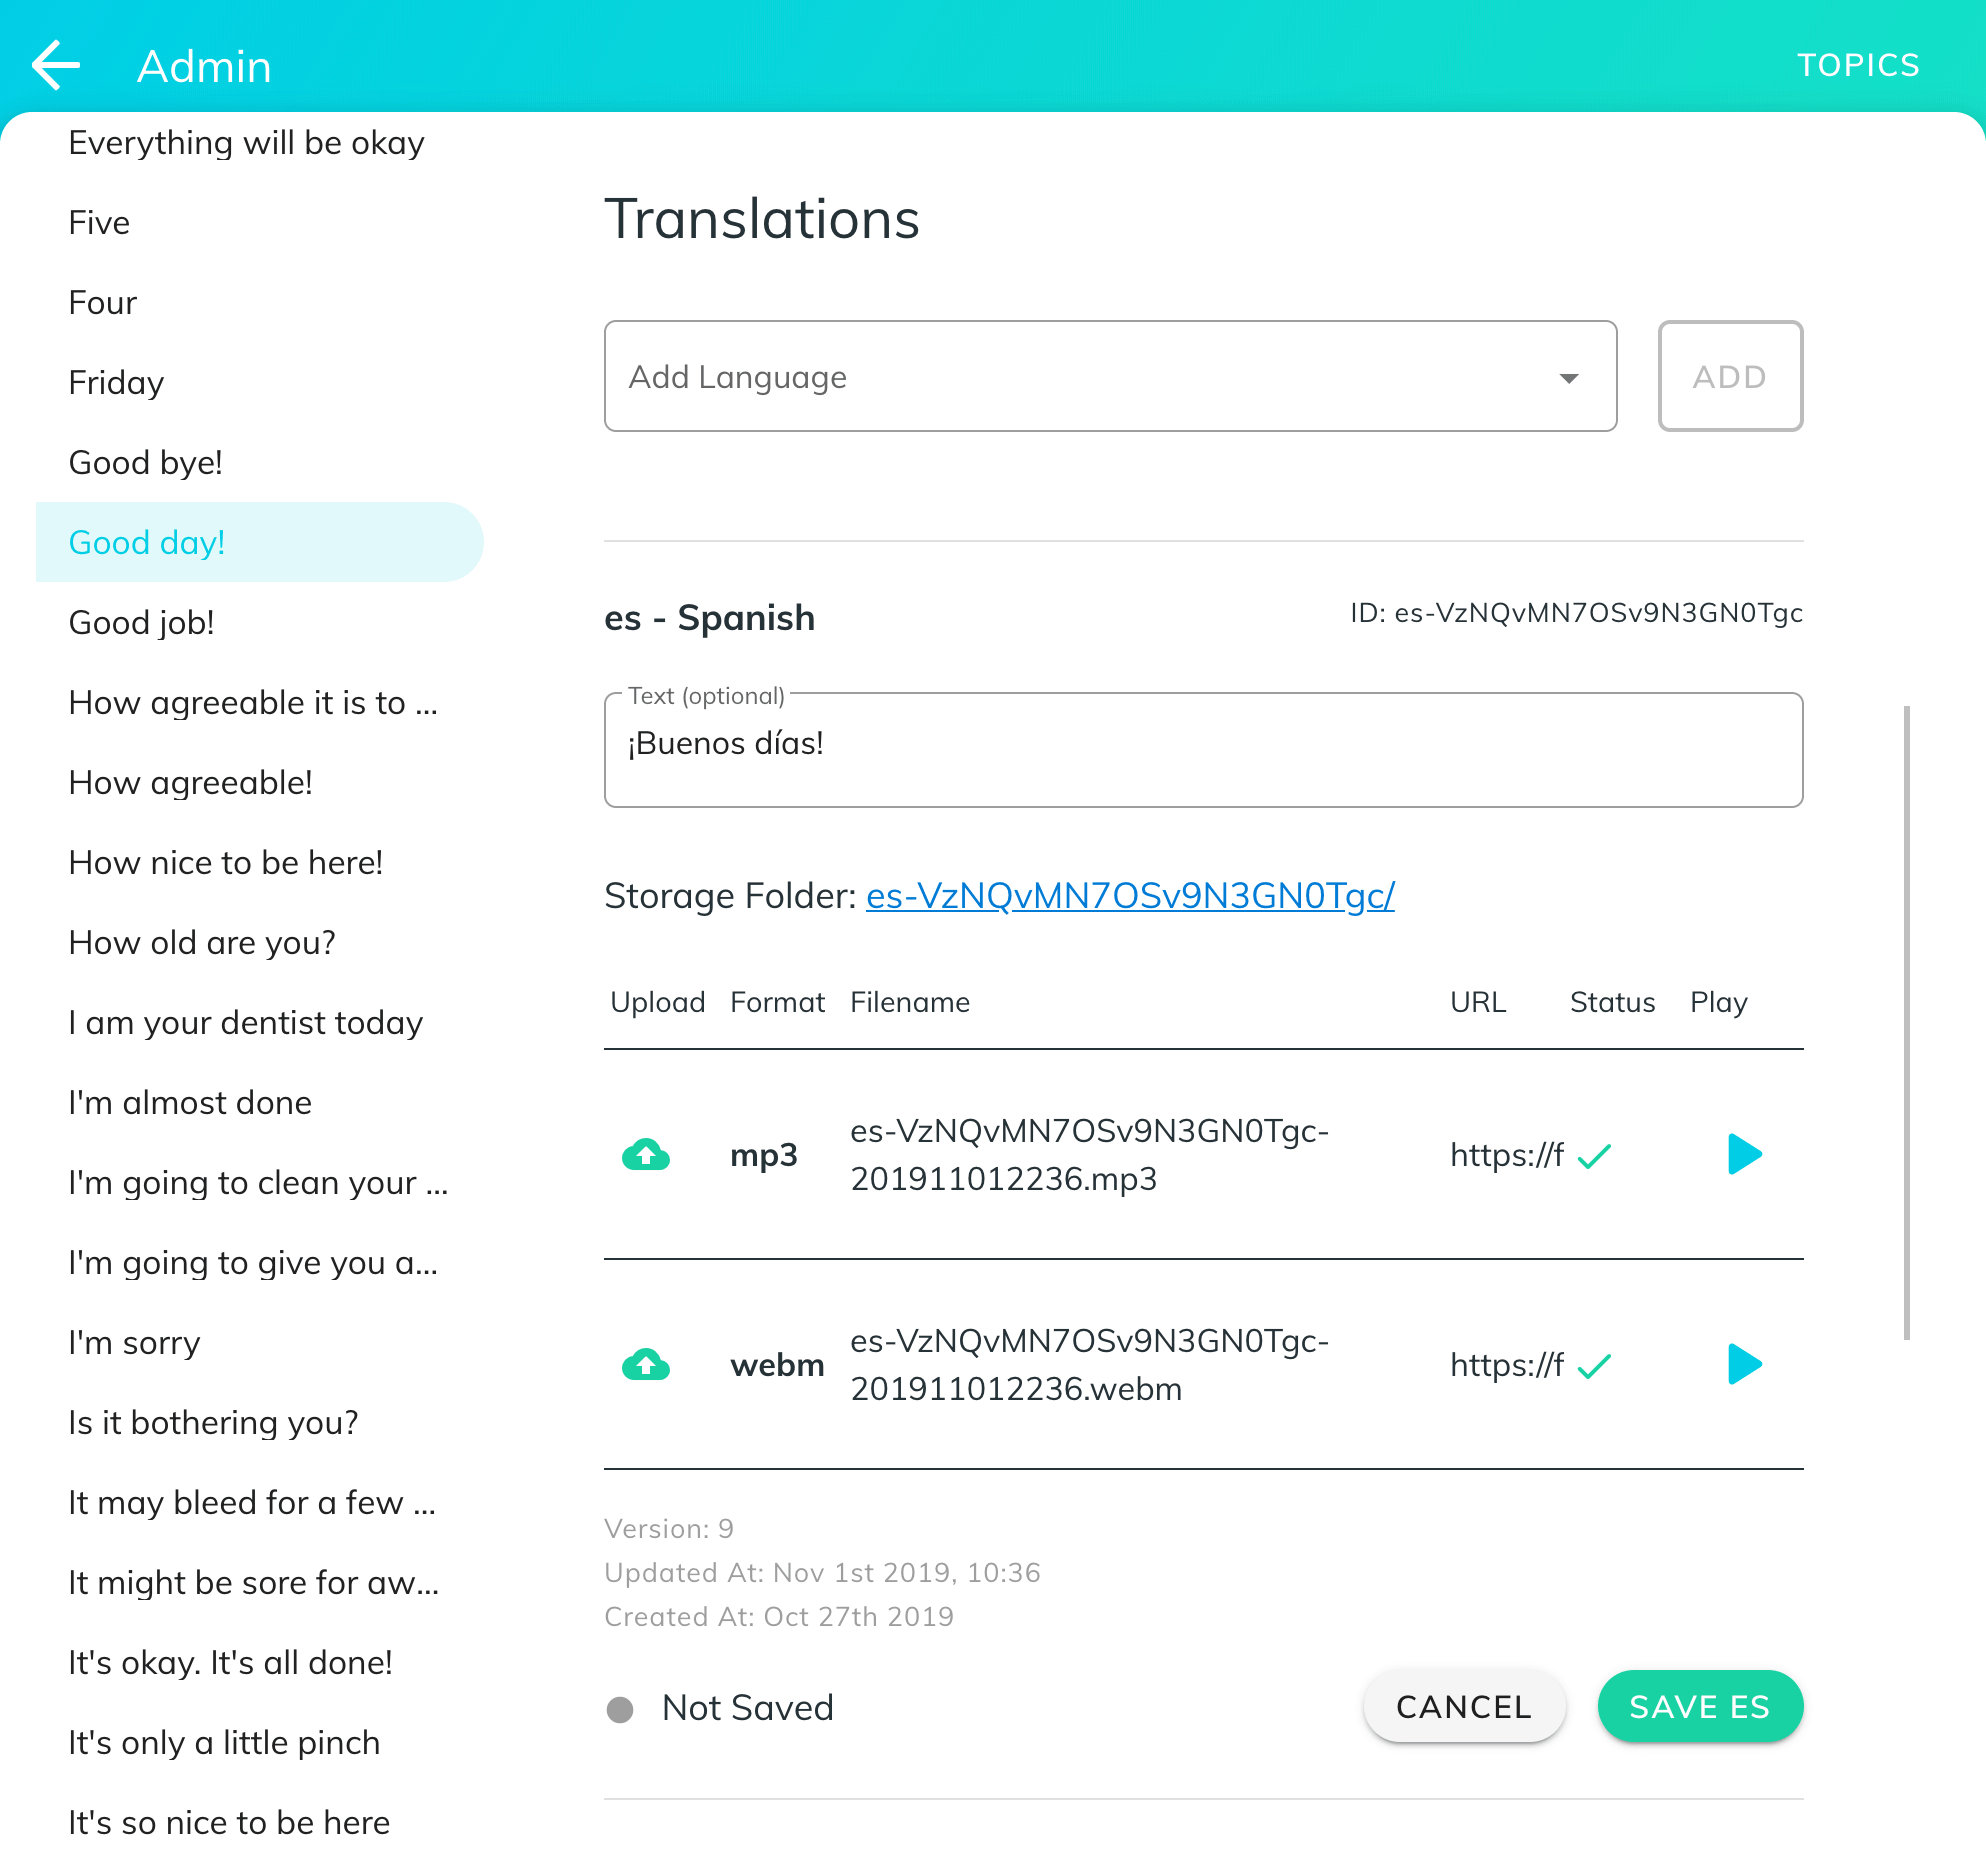 Admin
TOPICS
Everything will be okay
Five
Four
Friday
Good bye!
Good day!
Good job!
How agreeable it is to ...
How agreeable!
How nice to be here!
How old are you?
I am your dentist today
I'm almost done
I'm going to clean your ...
I'm going to give you a...
I'm sorry
Is it bothering you?
It may bleed for a few ...
It might be sore for aw...
It's okay. It's all done!
It's only a little pinch
It's so nice to be here
Translations
Add Language
ADD
es - Spanish
ID: es-VzNQvMN7OSv9N3GN0Tgc
Text (optional)
¡Buenos días!
Storage Folder: es-VzNQvMN7OSv9N3GN0Tgc/
Upload Format Filename URL Status Play
mp3
es-VzNQvMN7OSv9N3GN0Tgc-
201911012236.mp3
https://f
webm
es-VzNQvMN7OSv9N3GN0Tgc-
201911012236.webm
https://f
Version: 9
Updated At: Nov 1st 2019, 10:36
Created At: Oct 27th 2019
Not Saved
CANCEL
SAVE ES